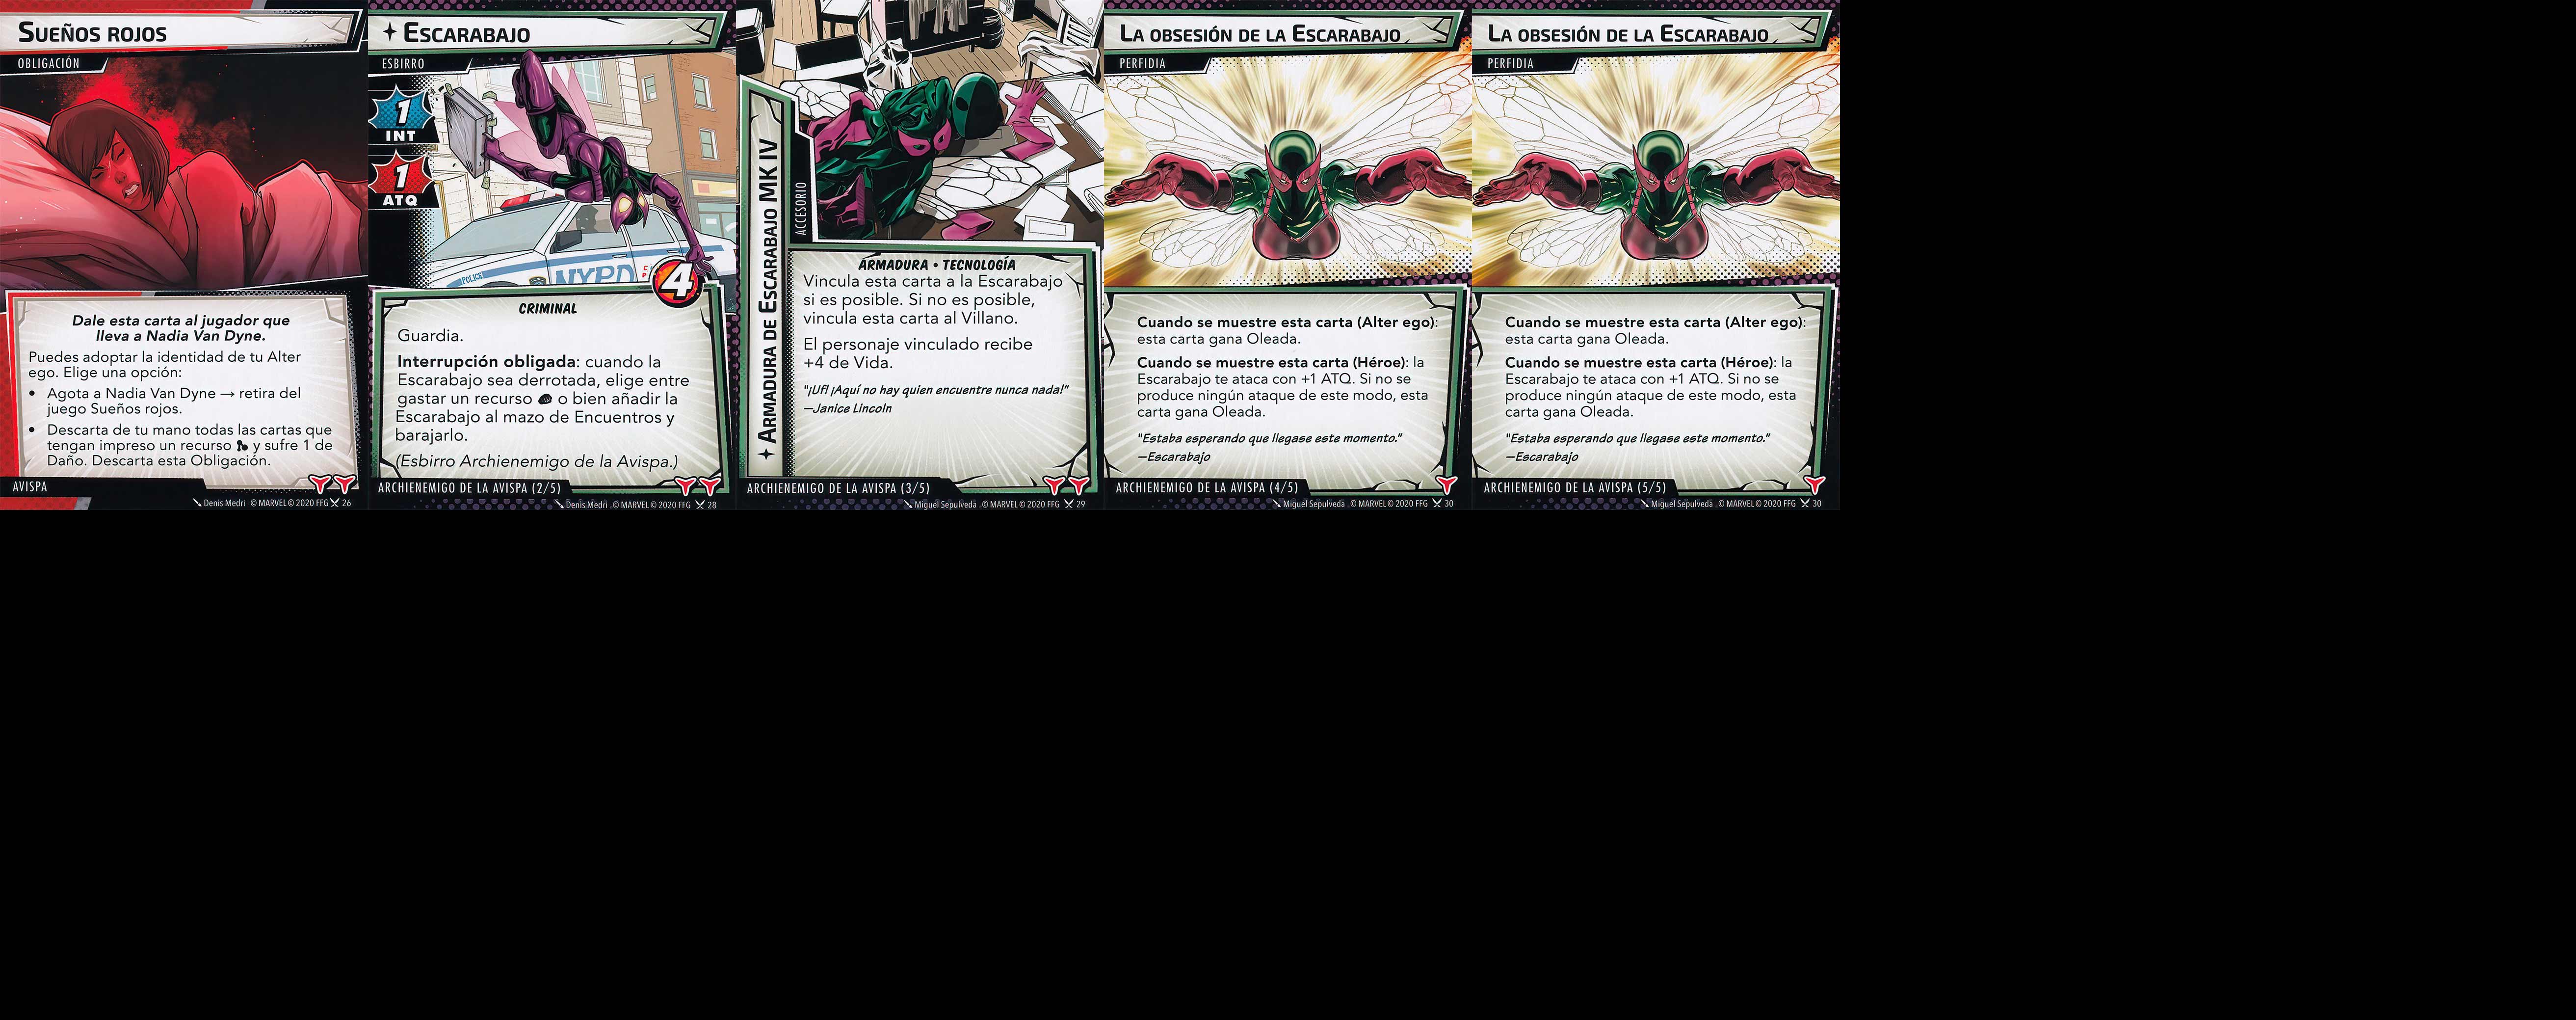 SUEÑOS ROJOS
OBLIGACIÓN
Dale esta carta al jugador que
lleva a Nadia Van Dyne.
Puedes adoptar la identidad de tu Alter
ego. Elige una opción:
• Agota a Nadia Van Dyne → retira del
juego Sueños rojos.
• Descarta de tu mano todas las cartas que
tengan impreso un recurso y sufre 1 de
Daño. Descarta esta Obligación.
AVISPA
Denis Medri © MARVEL © 2020 FFG 26
ESCARABAJO
ESBIRRO
1
INT
1
ATQ
POLICE
NYPD
4
CRIMINAL
Guardia.
Interrupción obligada: cuando la
Escarabajo sea derrotada, elige entre
gastar un recurso o bien añadir la
Escarabajo al mazo de Encuentros y
barajarlo.
(Esbirro Archienemigo de la Avispa.)
ARCHIENEMIGO DE LA AVISPA (2/5)
Denis Medri © MARVEL © 2020 FFG 28
ARMADURA DE ESCARABAJO MK IV
ACCESORIO
ARMADURA • TECNOLOGÍA
Vincula esta carta a la Escarabajo
si es posible. Si no es posible,
vincula esta carta al Villano.
El personaje vinculado recibe
+4 de Vida.
"¡Uf! ¡Aquí no hay quien encuentre nunca nada!"
—Janice Lincoln
ARCHIENEMIGO DE LA AVISPA (3/5)
Miguel Sepulveda © MARVEL © 2020 FFG 29
LA OBSESIÓN DE LA ESCARABAJO
PERFIDIA
Cuando se muestre esta carta (Alter ego):
esta carta gana Oleada.
Cuando se muestre esta carta (Héroe): la
Escarabajo te ataca con +1 ATQ. Si no se
produce ningún ataque de este modo, esta
carta gana Oleada.
"Estaba esperando que llegase este momento."
—Escarabajo
ARCHIENEMIGO DE LA AVISPA (4/5)
Miguel Sepulveda © MARVEL © 2020 FFG 30
LA OBSESIÓN DE LA ESCARABAJO
PERFIDIA
Cuando se muestre esta carta (Alter ego):
esta carta gana Oleada.
Cuando se muestre esta carta (Héroe): la
Escarabajo te ataca con +1 ATQ. Si no se
produce ningún ataque de este modo, esta
carta gana Oleada.
"Estaba esperando que llegase este momento."
—Escarabajo
ARCHIENEMIGO DE LA AVISPA (5/5)
Miguel Sepulveda © MARVEL © 2020 FFG 30